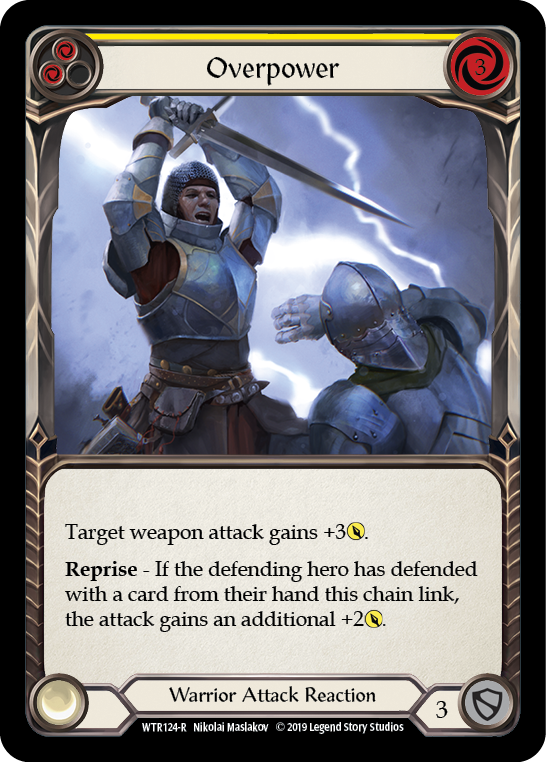 Overpower
3
Target weapon attack gains +3.
Reprise - If the defending hero has defended
with a card from their hand this chain link,
the attack gains an additional +2.
Warrior Attack Reaction
3
WTR124-R Nikolai Maslakov © 2019 Legend Story Studios